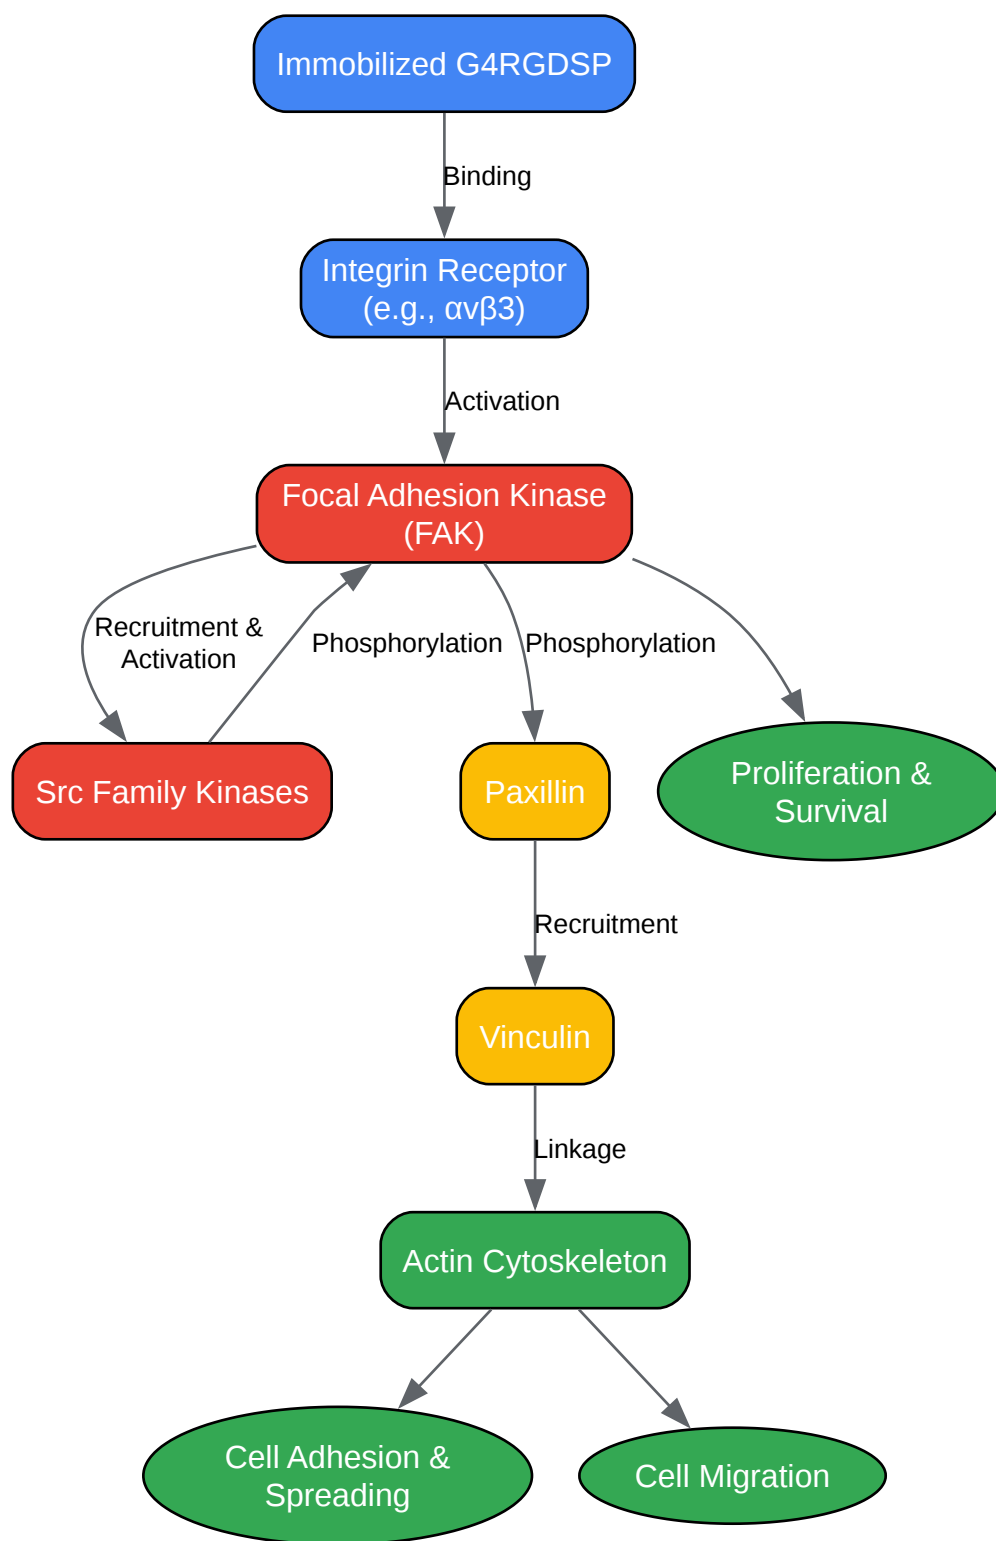 Immobilized G4RGDSP
Binding
Integrin Receptor
(e.g., αvβ3)
Activation
Focal Adhesion Kinase
(FAK)
Recruitment &
Activation
Phosphorylation
Phosphorylation
Src Family Kinases
Paxillin
Proliferation &
Survival
Recruitment
Vinculin
Linkage
Actin Cytoskeleton
Cell Adhesion &
Spreading
Cell Migration